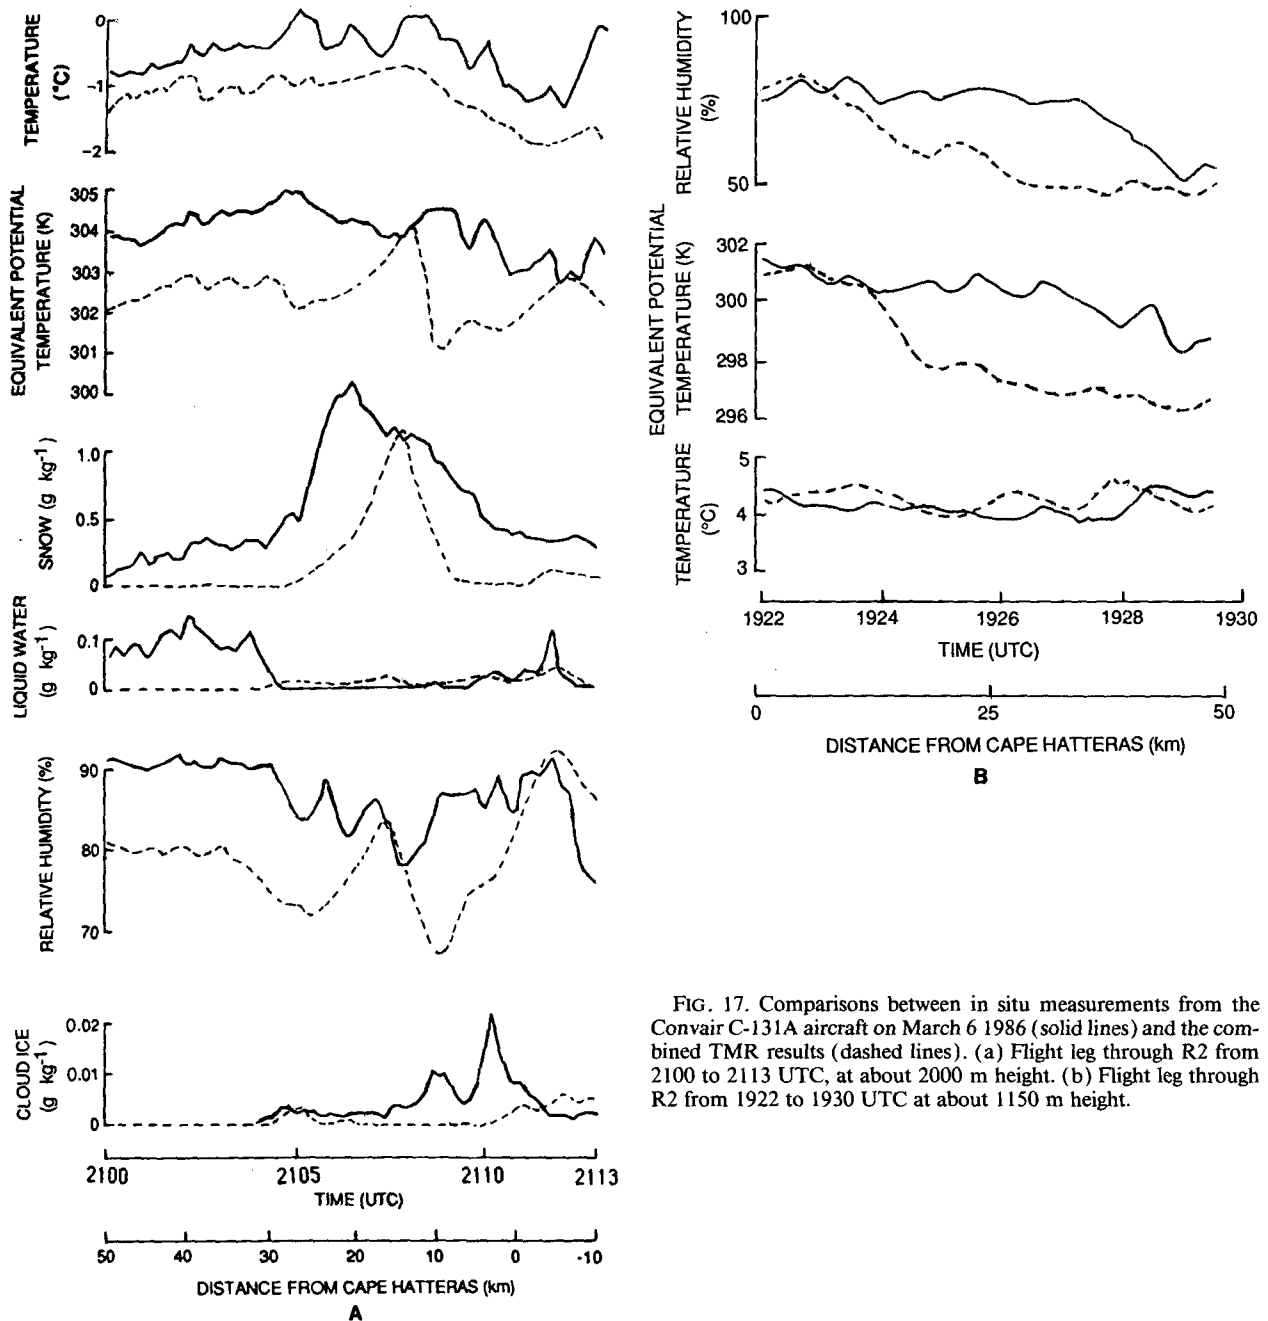 TEMPERATURE
(°C)
0
-1
-2
EQUIVALENT POTENTIAL
TEMPERATURE (K)
305
304
303
302
301
300
SNOW (g kg-1)
1.0
0.5
0
LIQUID WATER
(g kg-1)
0.1
0
RELATIVE HUMIDITY (%)
90
80
70
CLOUD ICE
(g kg-1)
0.02
0.01
0
2100 2105 2110 2113
TIME (UTC)
50 40 30 20 10 0 -10
DISTANCE FROM CAPE HATTERAS (km)
A
RELATIVE HUMIDITY
(%)
100
50
EQUIVALENT POTENTIAL
TEMPERATURE (K)
302
300
298
296
TEMPERATURE
(°C)
5
4
3
1922 1924 1926 1928 1930
TIME (UTC)
0 25 50
DISTANCE FROM CAPE HATTERAS (km)
B
FIG. 17. Comparisons between in situ measurements from the
Convair C-131A aircraft on March 6 1986 (solid lines) and the com-
bined TMR results (dashed lines). (a) Flight leg through R2 from
2100 to 2113 UTC, at about 2000 m height. (b) Flight leg through
R2 from 1922 to 1930 UTC at about 1150 m height.